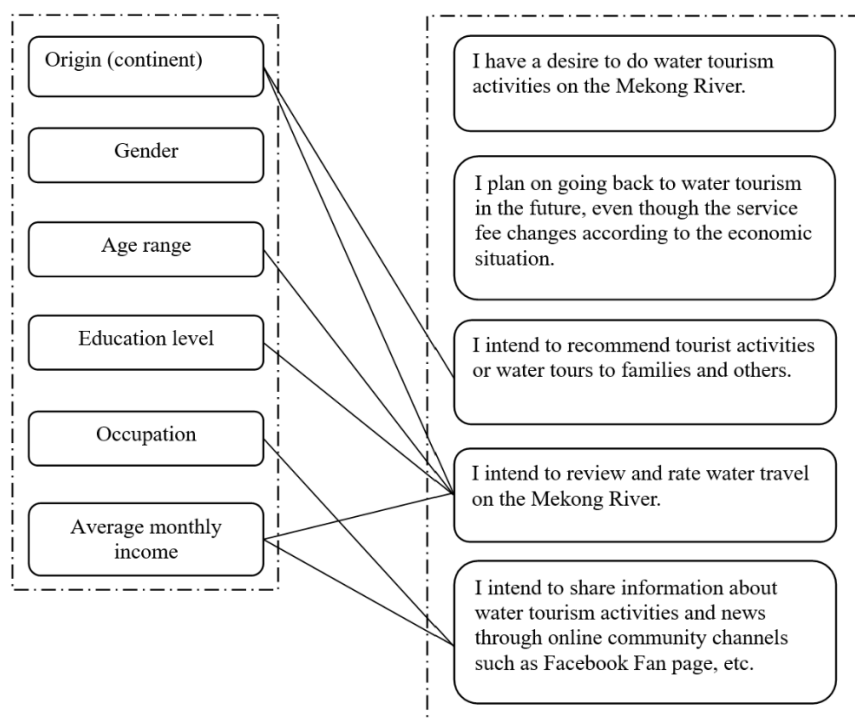 Origin (continent)
Gender
Age range
Education level
Occupation
Average monthly
income
I have a desire to do water tourism
activities on the Mekong River.
I plan on going back to water tourism
in the future, even though the service
fee changes according to the economic
situation.
I intend to recommend tourist activities
or water tours to families and others.
I intend to review and rate water travel
on the Mekong River.
I intend to share information about
water tourism activities and news
through online community channels
such as Facebook Fan page, etc.